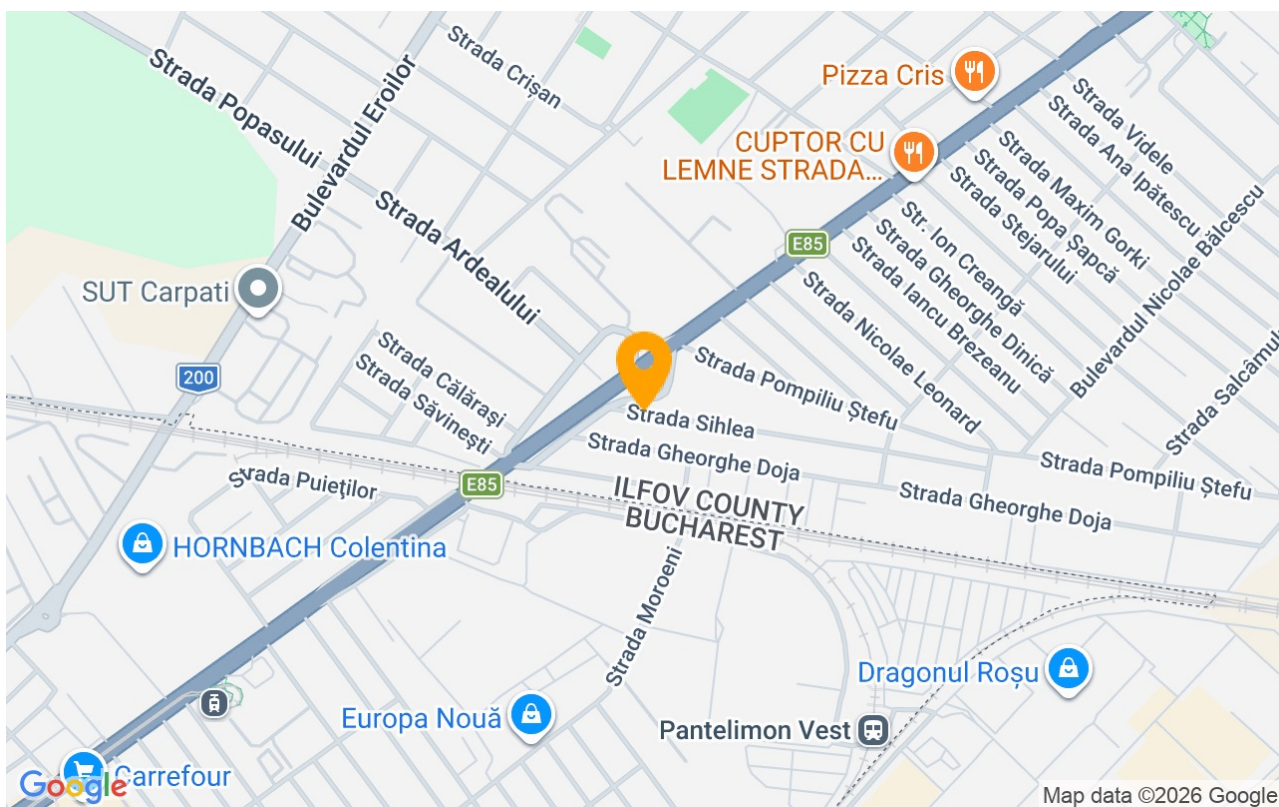 Strada Crișan
Bulevardul Eroilor
Strada Popasului
Pizza Cris
CUPTOR CU
LEMNE STRADA...
Strada Videle
Strada Ana Ipătescu
Strada Maxim Gorki
Strada Popa Șapcă
Strada Stejarului
Str. Ion Creangă
Strada Gheorghe Dinică
Strada Iancu Brezeanu
Bulevardul Nicolae Bălcescu
E85
Strada Ardealului
SUT Carpati
Strada Nicolae Leonard
Strada Salcâmul
200
Strada Călărași
Strada Săvinești
Strada Pompiliu Ștefu
Strada Sihlea
Strada Gheorghe Doja
Strada Pompiliu Ștefu
Strada Gheorghe Doja
Strada Puieților
E85
ILFOV COUNTY
BUCHAREST
HORNBACH Colentina
Strada Moroeni
Dragonul Roșu
Europa Nouă
Pantelimon Vest
Carrefour
Google
Map data ©2026 Google